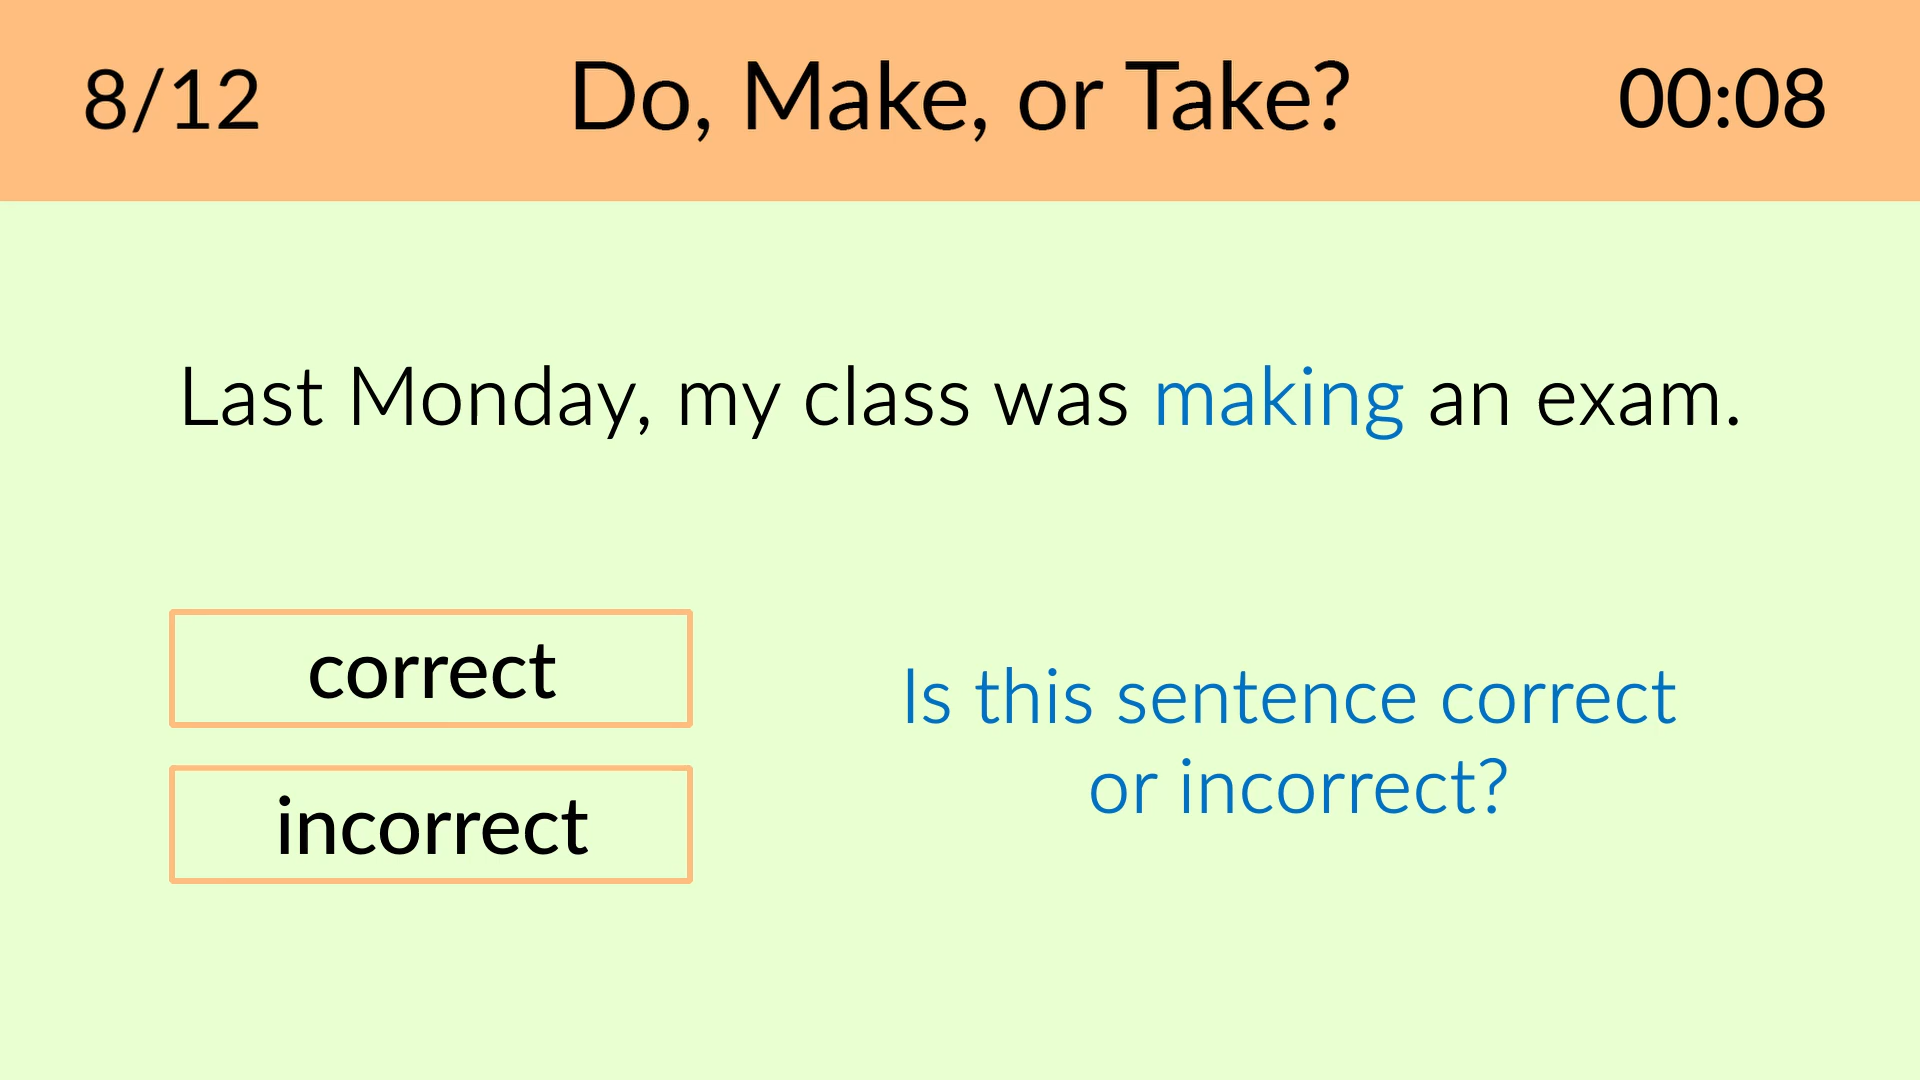 8/12
Do, Make, or Take?
00:08
Last Monday, my class was making an exam.
correct
incorrect
Is this sentence correct
or incorrect?